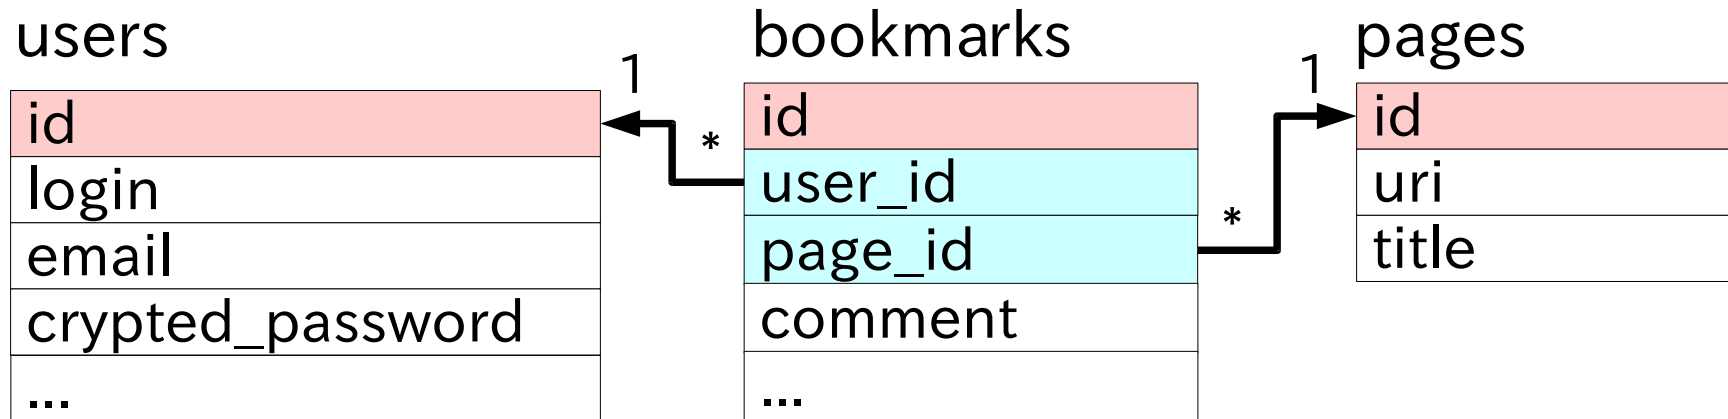 users
id
login
email
crypted_password
...
1
*
bookmarks
id
user_id
page_id
comment
...
1
*
pages
id
uri
title